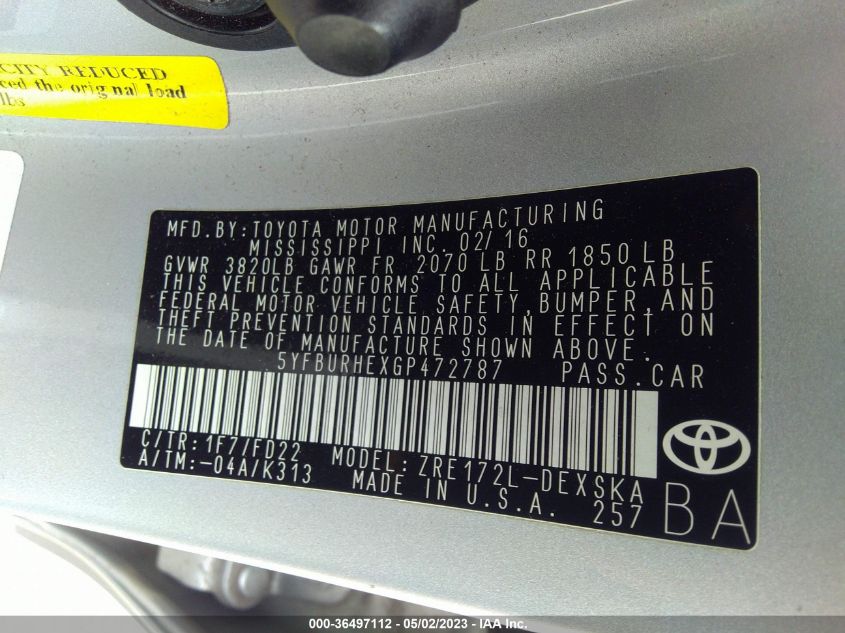 CITY REDUCED
ced the original load
lbs
MFD.BY:TOYOTA MOTOR MANUFACTURING
MISSISSIPPI INC. 02/16
GVWR 3820LB GAWR FR 2070 LB RR 1850 LB
THIS VEHICLE CONFORMS TO ALL APPLICABLE
FEDERAL MOTOR VEHICLE SAFETY,BUMPER,AND
THEFT PREVENTION STANDARDS IN EFFECT ON
THE DATE OF MANUFACTURE SHOWN ABOVE.
5YFBURHEXGP472787 PASS.CAR
C/TR:1F7/FD22 MODEL:ZRE172L-DEXSKA
A/TM:-04A/K313 MADE IN U.S.A. 257
BA
000-36497112 - 05/02/2023 - IAA Inc.